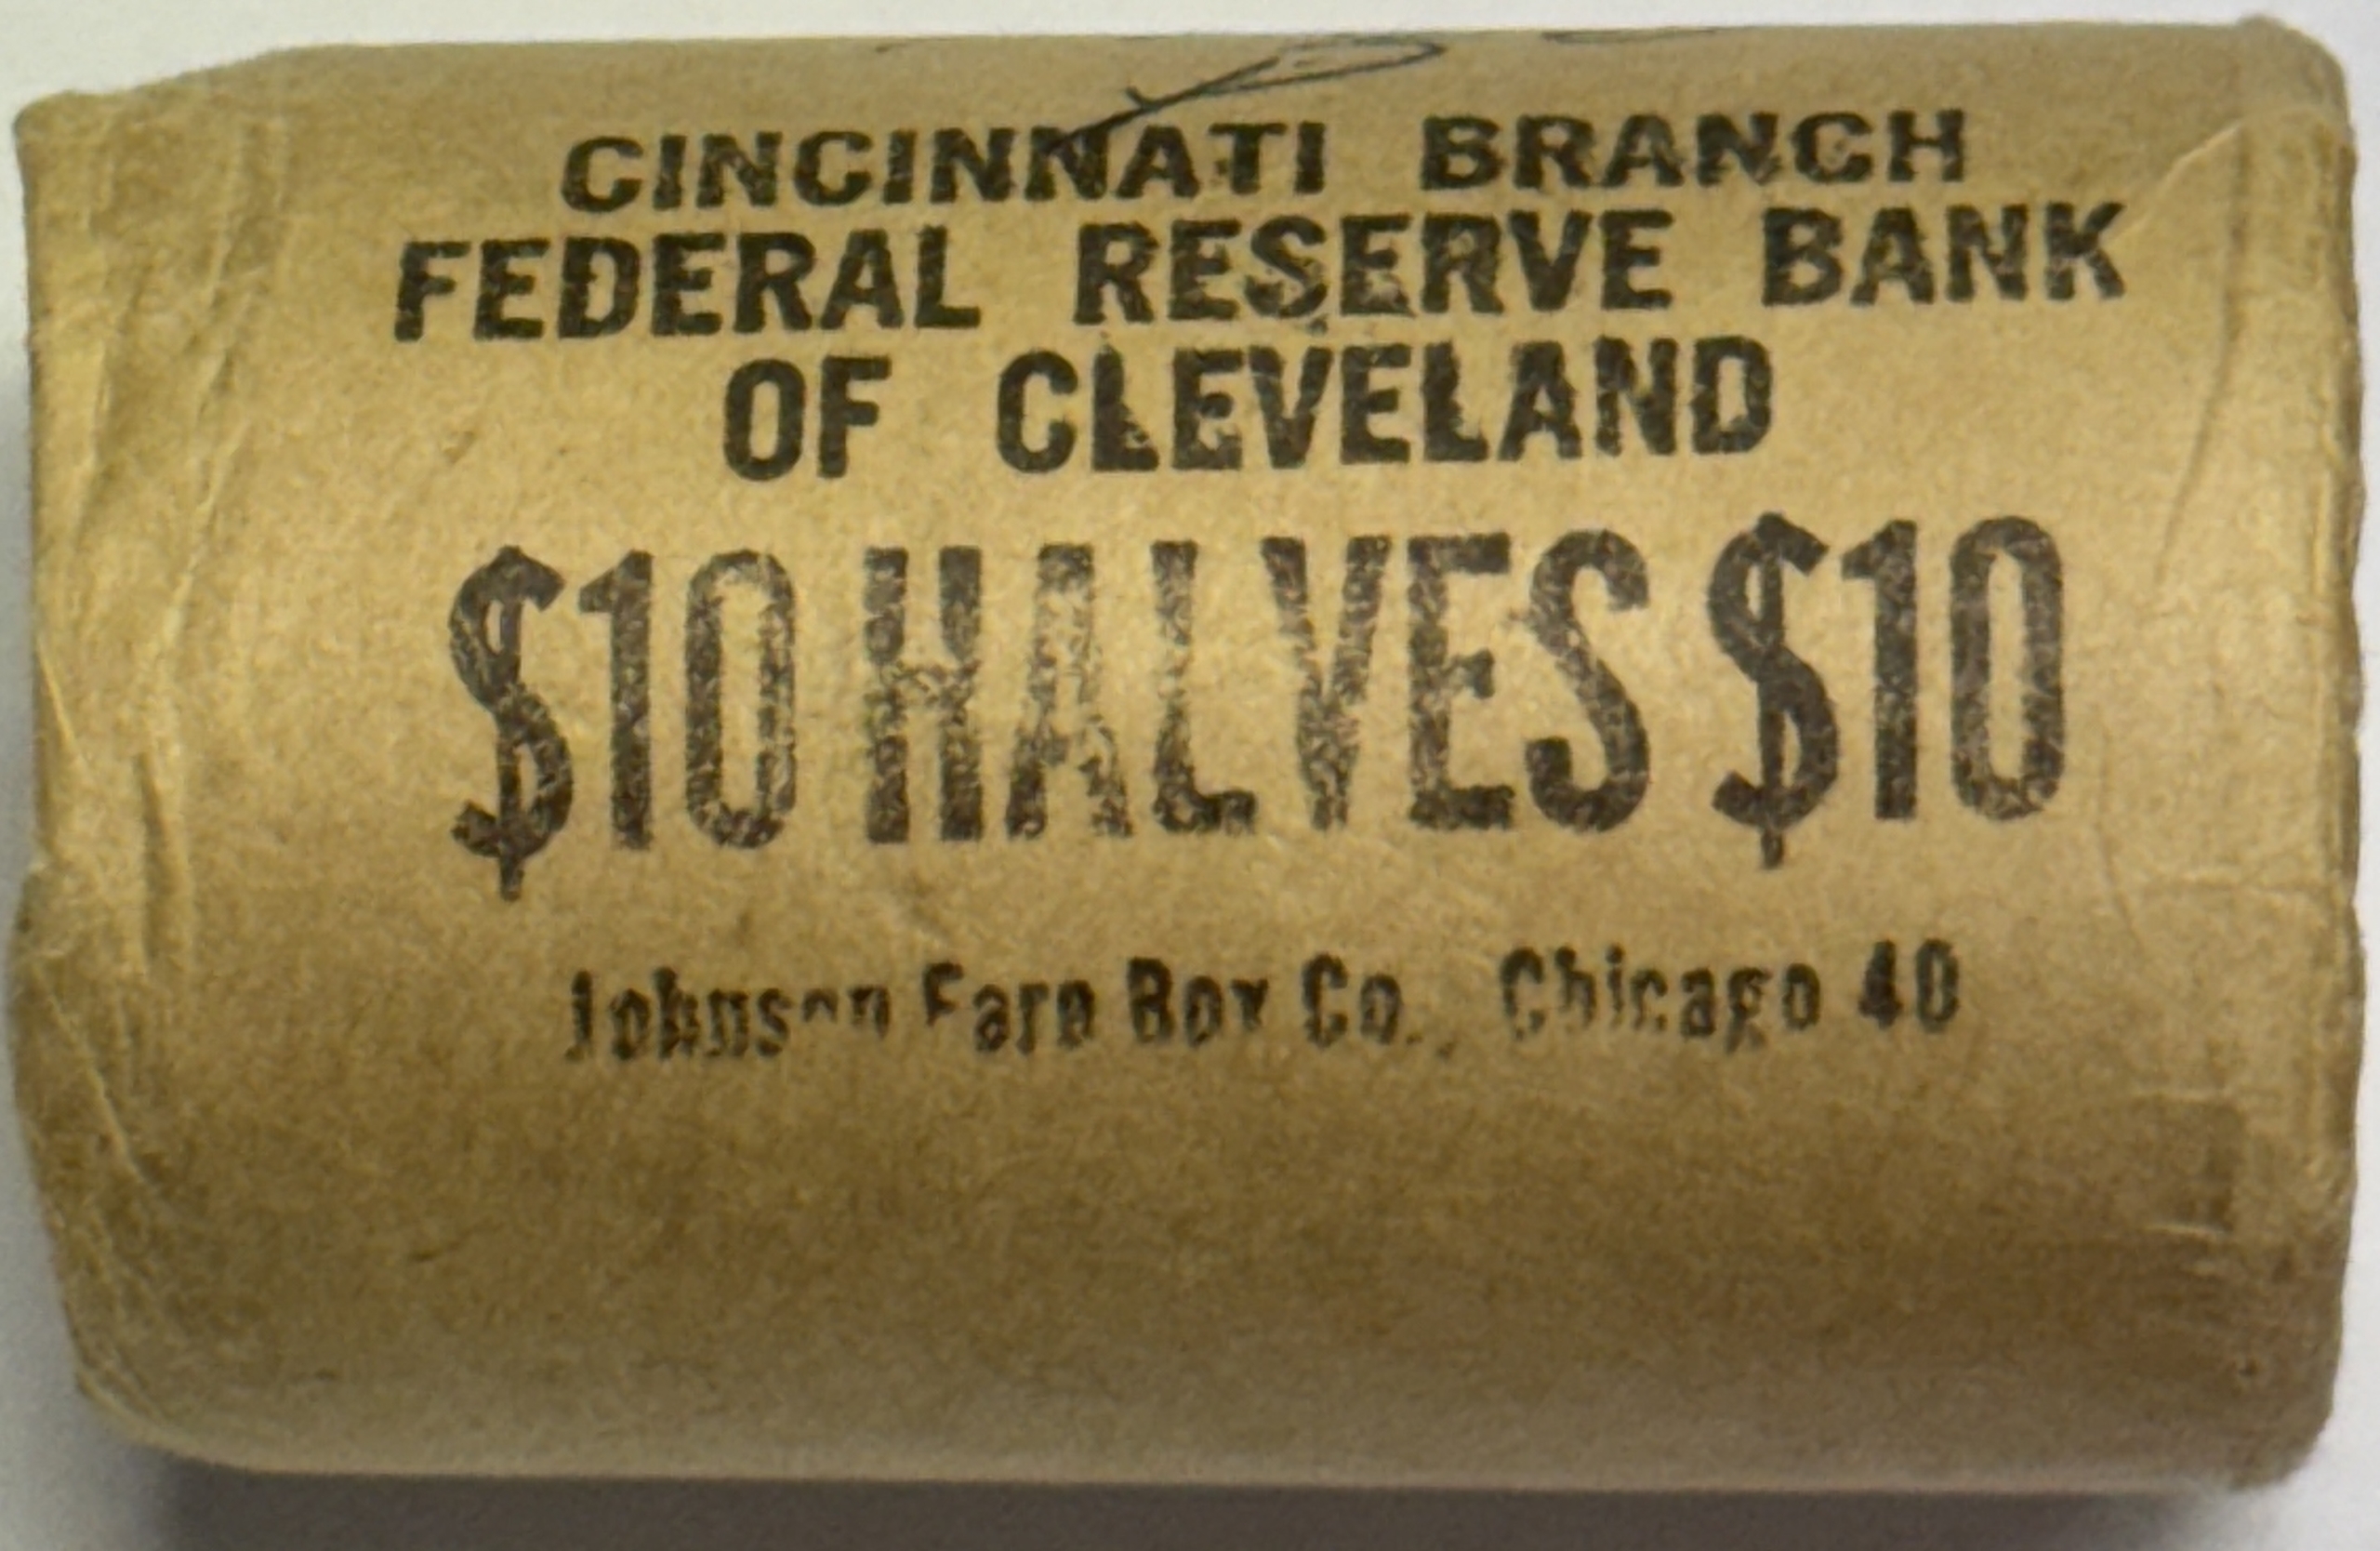 CINCINNATI BRANCH
FEDERAL RESERVE BANK
OF CLEVELAND
$10 HALVES $10
Johnson Fare Box Co., Chicago 40